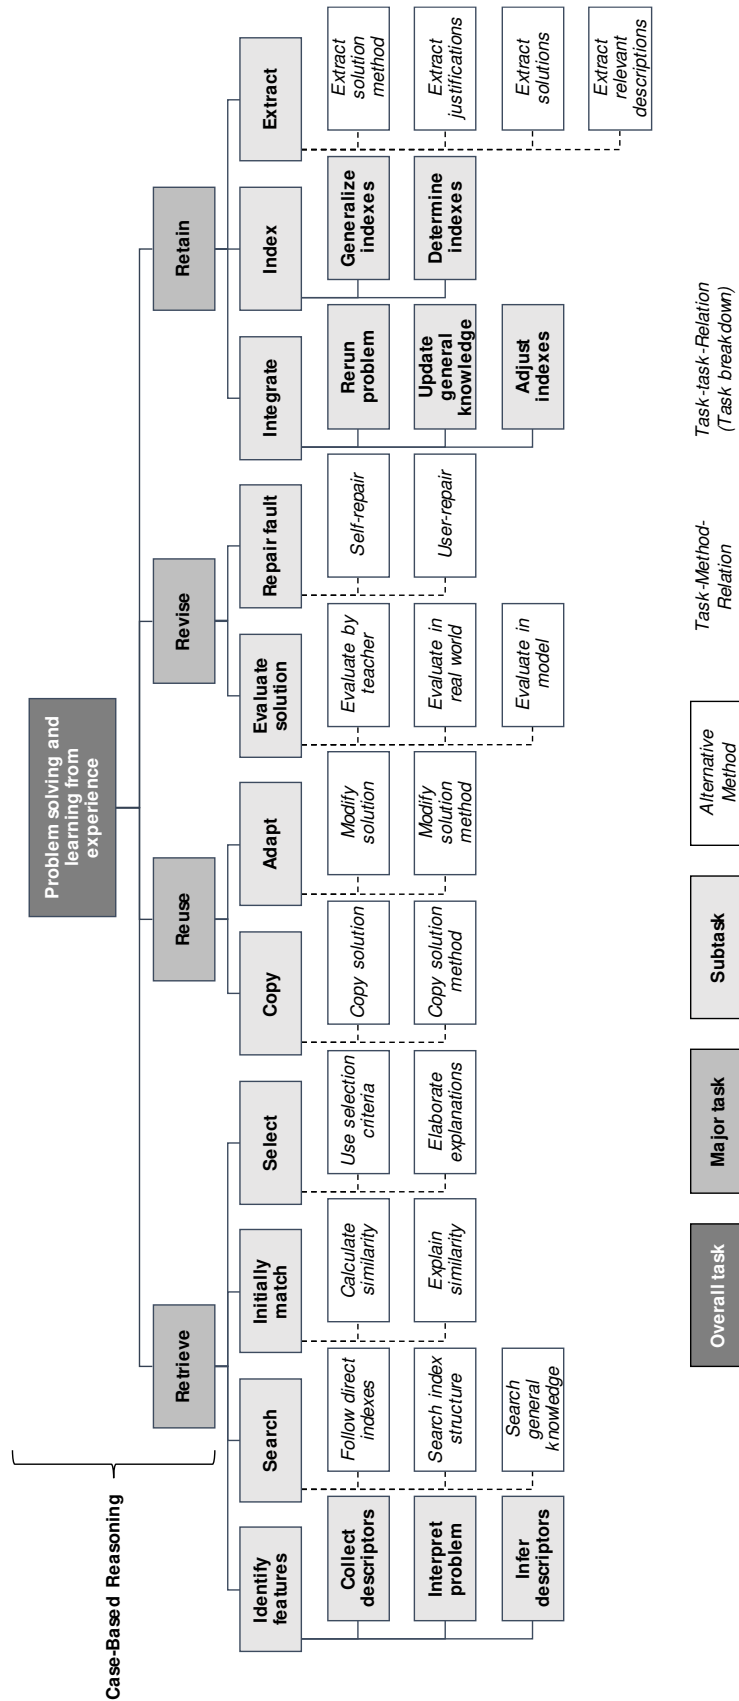 Case-Based Reasoning
Problem solving and
learning from
experience
Retrieve
Reuse
Revise
Retain
Identify
features
Search
Initially
match
Select
Copy
Adapt
Evaluate
solution
Repair fault
Integrate
Index
Extract
Collect
descriptors
Follow direct
indexes
Calculate
similarity
Use selection
criteria
Copy solution
Modify
solution
Evaluate by
teacher
Self-repair
Rerun
problem
Generalize
indexes
Extract
solution
method
Interpret
problem
Search index
structure
Explain
similarity
Elaborate
explanations
Copy solution
method
Modify
solution
method
Evaluate in
real world
User-repair
Update
general
knowledge
Determine
indexes
Extract
justifications
Infer
descriptors
Search
general
knowledge
Evaluate in
model
Adjust
indexes
Extract
solutions
Extract
relevant
descriptions
Overall task
Major task
Subtask
Alternative
Method
Task-Method-
Relation
Task-task-Relation
(Task breakdown)